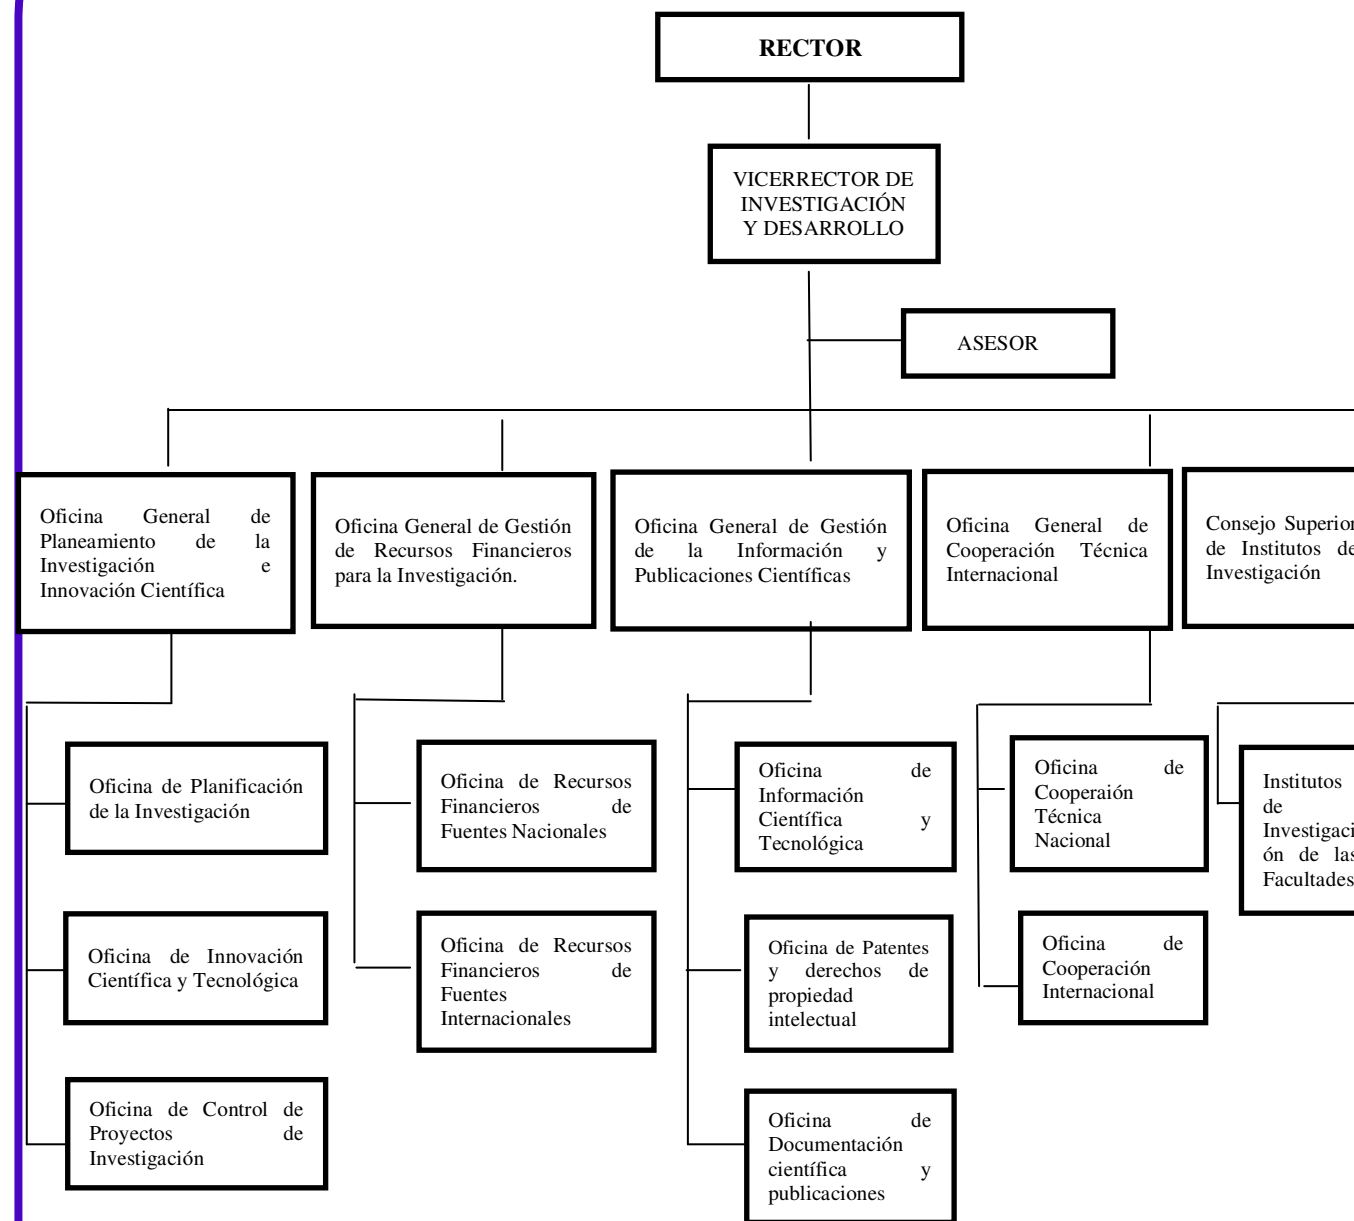 RECTOR
VICERRECTOR DE
INVESTIGACIÓN
Y DESARROLLO
ASESOR
Oficina General de
Planeamiento de la
Investigación e
Innovación Científica
Oficina General de Gestión
de Recursos Financieros
para la Investigación.
Oficina General de Gestión
de la Información y
Publicaciones Científicas
Oficina General de
Cooperación Técnica
Internacional
Consejo Superior
de Institutos de
Investigación
Oficina de Planificación
de la Investigación
Oficina de Recursos
Financieros de
Fuentes Nacionales
Oficina de
Información
Científica y
Tecnológica
Oficina de
Cooperaión
Técnica
Nacional
Institutos
de
Investigaci
ón de las
Facultades
Oficina de Innovación
Científica y Tecnológica
Oficina de Recursos
Financieros de
Fuentes
Internacionales
Oficina de Patentes
y derechos de
propiedad
intelectual
Oficina de
Cooperación
Internacional
Oficina de Control de
Proyectos de
Investigación
Oficina de
Documentación
científica y
publicaciones